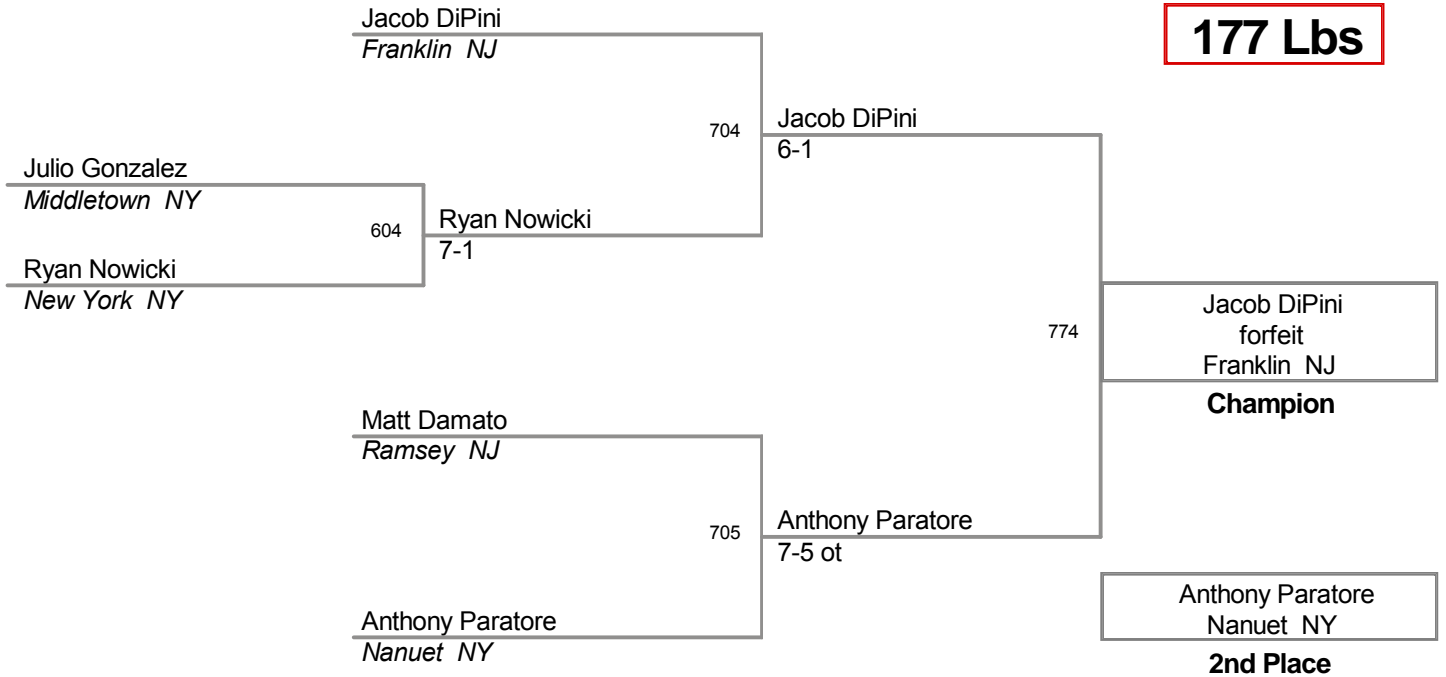 Jacob DiPini
Franklin  NJ
177 Lbs
704
Jacob DiPini
6-1
Julio Gonzalez
Middletown  NY
604
Ryan Nowicki
7-1
Ryan Nowicki
New York  NY
774
Jacob DiPini
forfeit
Franklin  NJ
Champion
Matt Damato
Ramsey  NJ
705
Anthony Paratore
7-5 ot
Anthony Paratore
Nanuet  NY
Anthony Paratore
Nanuet  NY
2nd Place